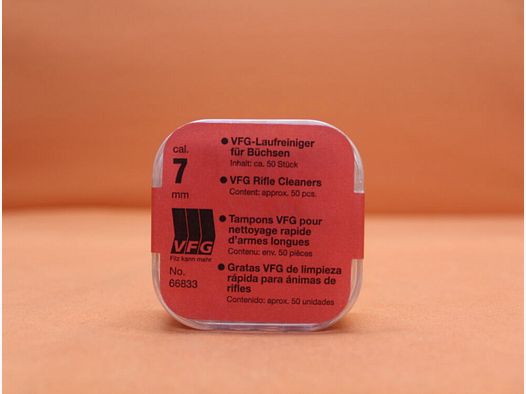 cal.
7
mm
VFG
Filz kann mehr
No.
66833
● VFG-Laufreiniger
für Büchsen
Inhalt: ca. 50 Stück
● VFG Rifle Cleaners
Content: approx. 50 pcs.
● Tampons VFG pour
nettoyage rapide
d'armes longues
Contenu: env. 50 pièces
● Gratas VFG de limpieza
rápida para ánimas de
rifles
Contenido: aprox. 50 unidades